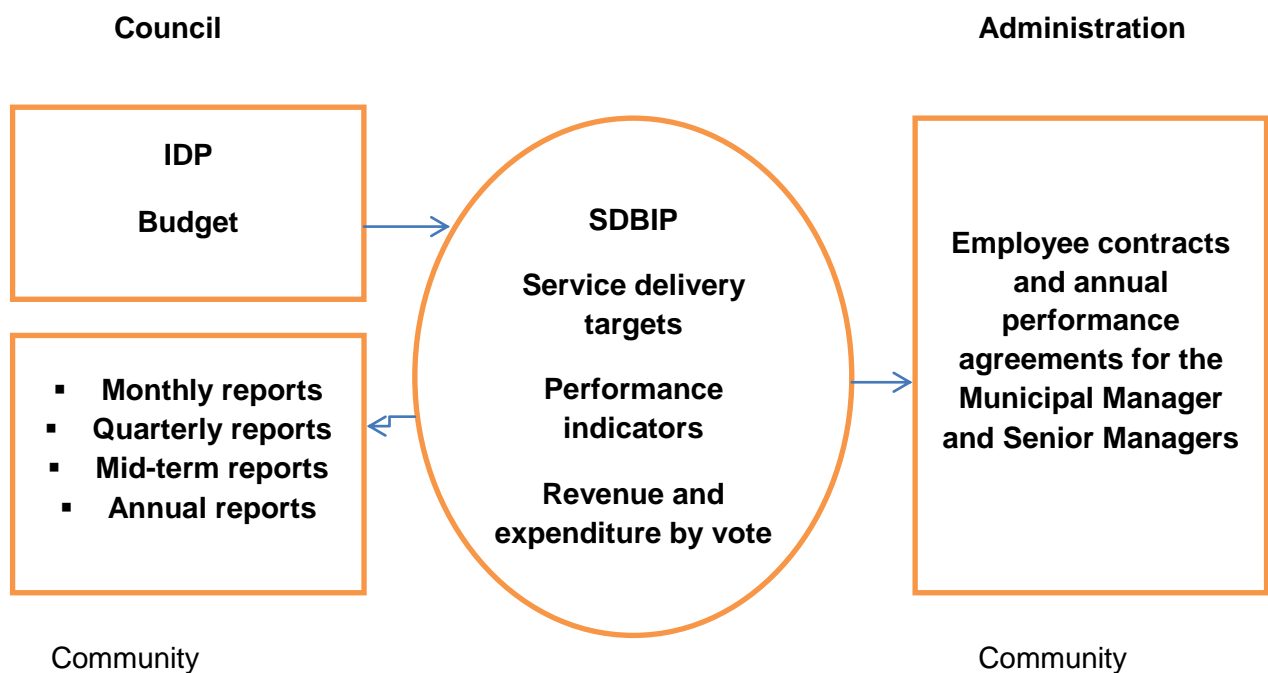 Council
Administration
IDP
Budget
▪ Monthly reports
▪ Quarterly reports
▪ Mid-term reports
▪ Annual reports
SDBIP
Service delivery
targets
Performance
indicators
Revenue and
expenditure by vote
Employee contracts
and annual
performance
agreements for the
Municipal Manager
and Senior Managers
Community
Community